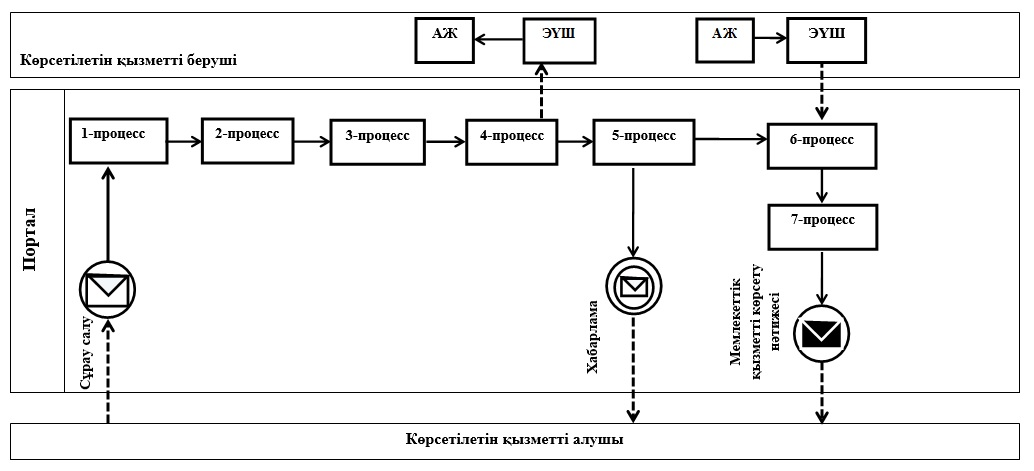 АЖ
ЭҮШ
АЖ
ЭҮШ
Көрсетілетін қызметті беруші
Портал
1-процесс
2-процесс
3-процесс
4-процесс
5-процесс
6-процесс
7-процесс
Сұрау салу
Хабарлама
Мемлекеттік
қызметті көрсету
нәтижесі
Көрсетілетін қызметті алушы